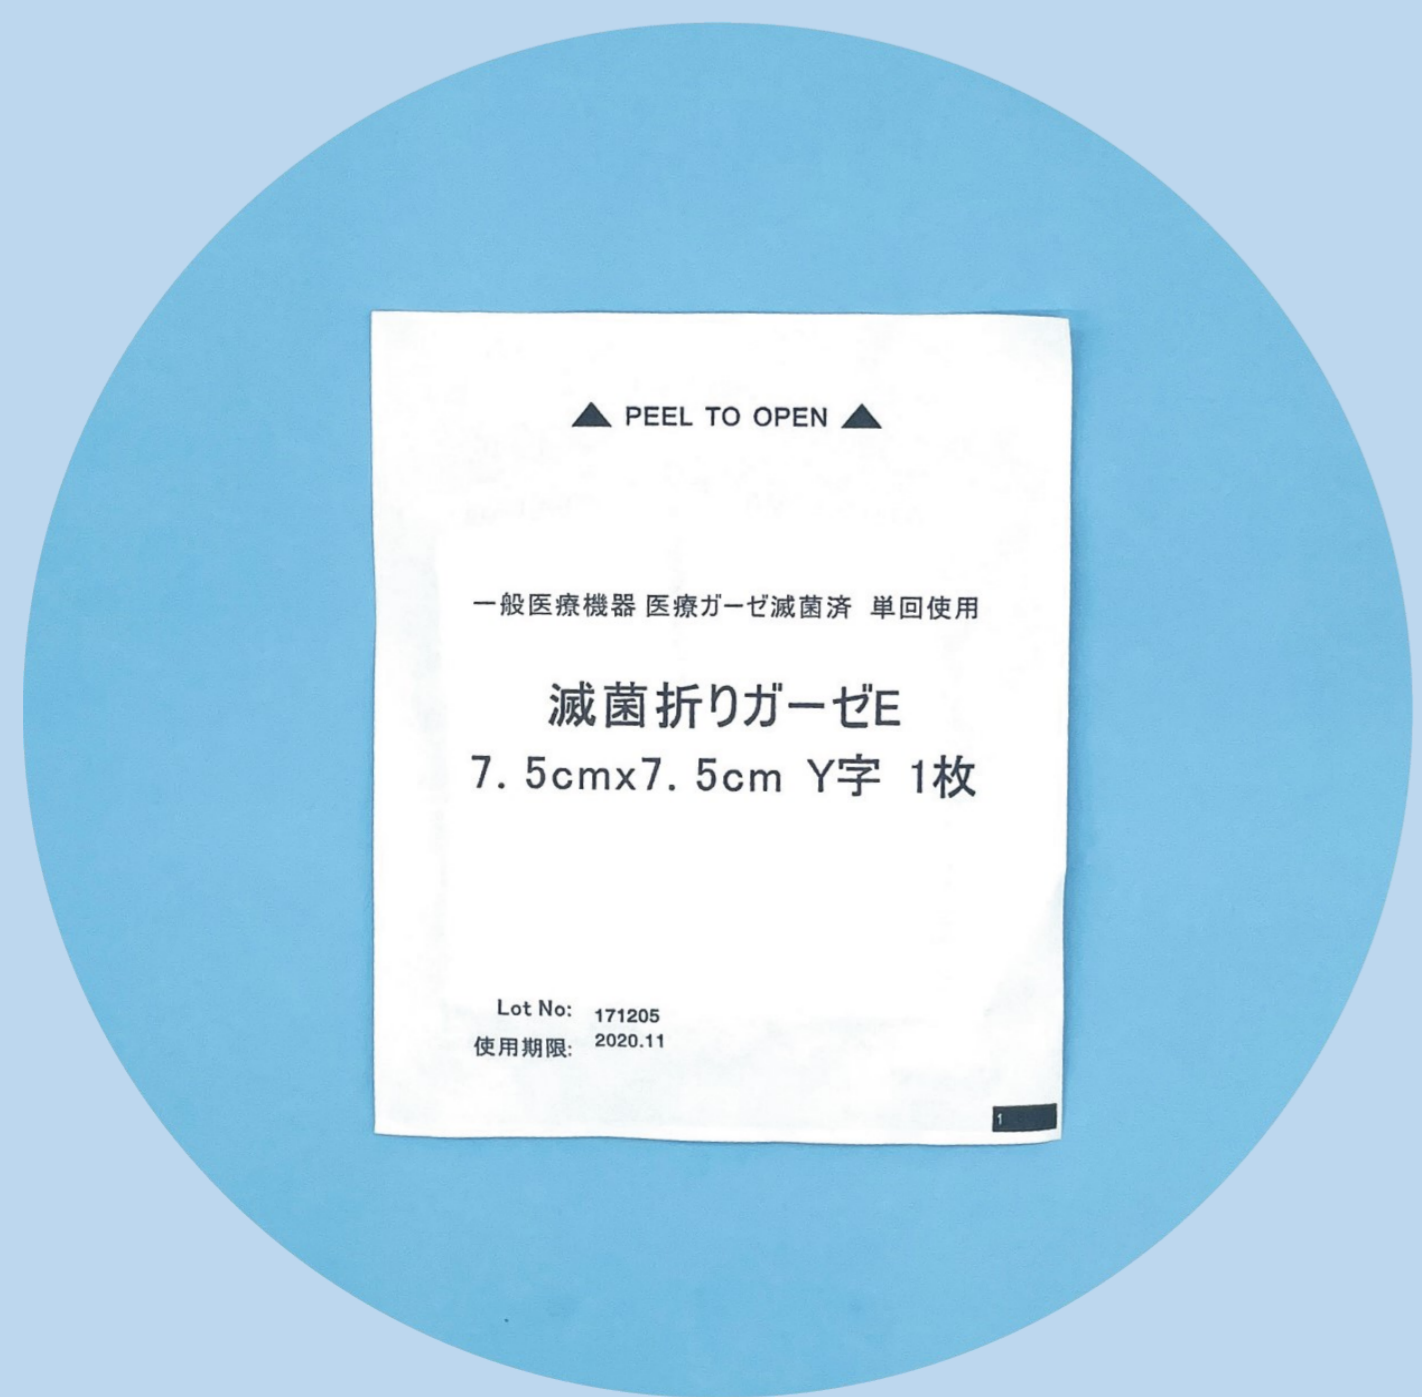 ▲ PEEL TO OPEN ▲
一般医療機器 医療ガーゼ滅菌済 単回使用
滅菌折りガーゼE
7. 5cmx7. 5cm Y字 1枚
Lot No: 171205
使用期限: 2020.11
1